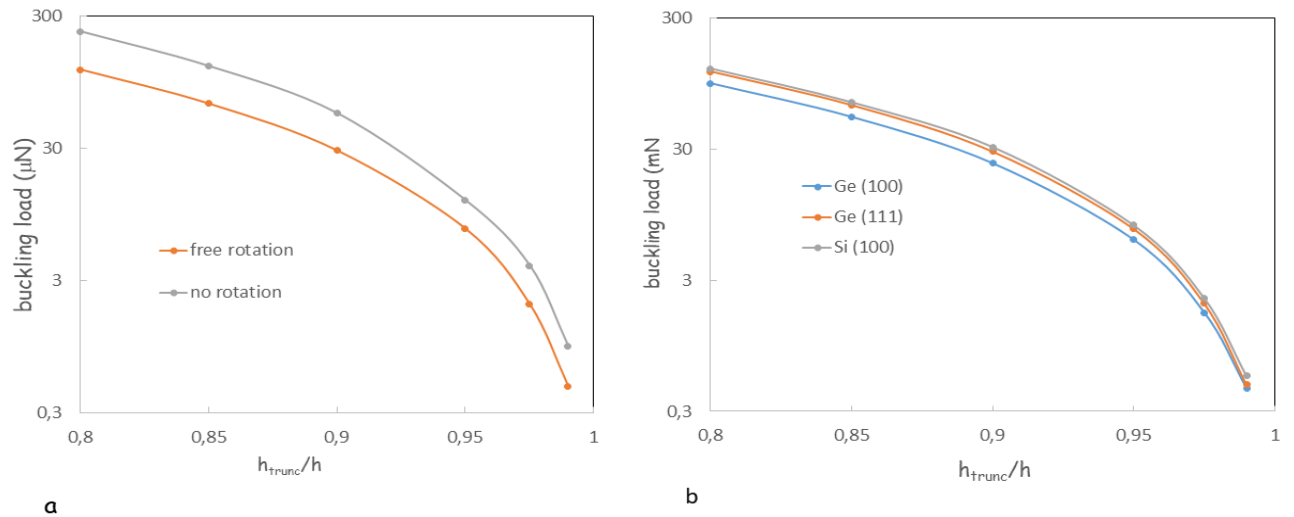 300
30
3
0,3
buckling load (µN)
free rotation
no rotation
0,8
0,85
0,9
0,95
1
h_trunc/h
a
300
30
3
0,3
buckling load (mN
Ge (100)
Ge (111)
Si (100)
0,8
0,85
0,9
0,95
1
h_trunc/h
b